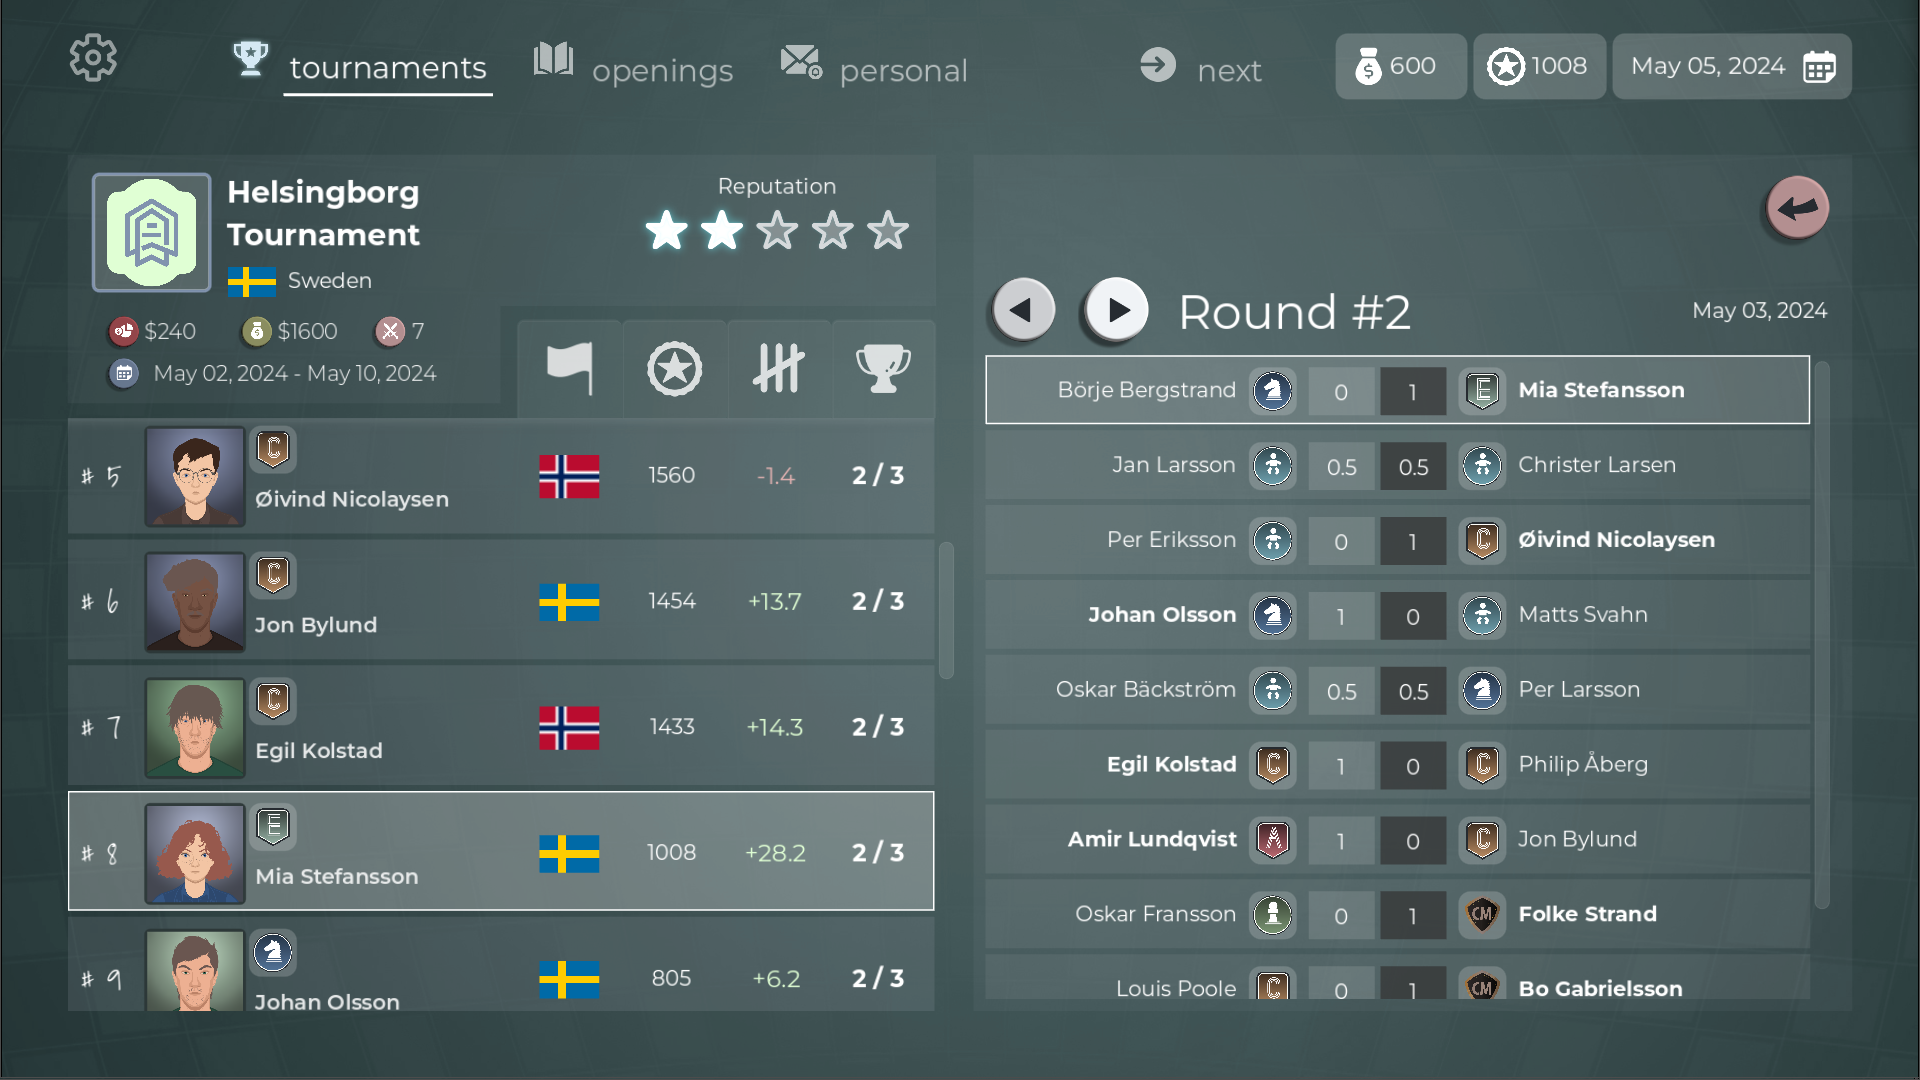 tournaments
openings
personal
next
600
1008
May 05, 2024
Helsingborg
Tournament
Sweden
Reputation
$240
$1600
7
May 02, 2024 - May 10, 2024
# 5
C
Øivind Nicolaysen
1560
-1.4
2 / 3
# 6
C
Jon Bylund
1454
+13.7
2 / 3
# 7
C
Egil Kolstad
1433
+14.3
2 / 3
# 8
E
Mia Stefansson
1008
+28.2
2 / 3
# 9
Johan Olsson
805
+6.2
2 / 3
Round #2
May 03, 2024
Börje Bergstrand 0 1 E Mia Stefansson
Jan Larsson 0.5 0.5 Christer Larsen
Per Eriksson 0 1 C Øivind Nicolaysen
Johan Olsson 1 0 Matts Svahn
Oskar Bäckström 0.5 0.5 Per Larsson
Egil Kolstad C 1 0 C Philip Åberg
Amir Lundqvist A 1 0 C Jon Bylund
Oskar Fransson 0 1 CM Folke Strand
Louis Poole C 0 1 CM Bo Gabrielsson